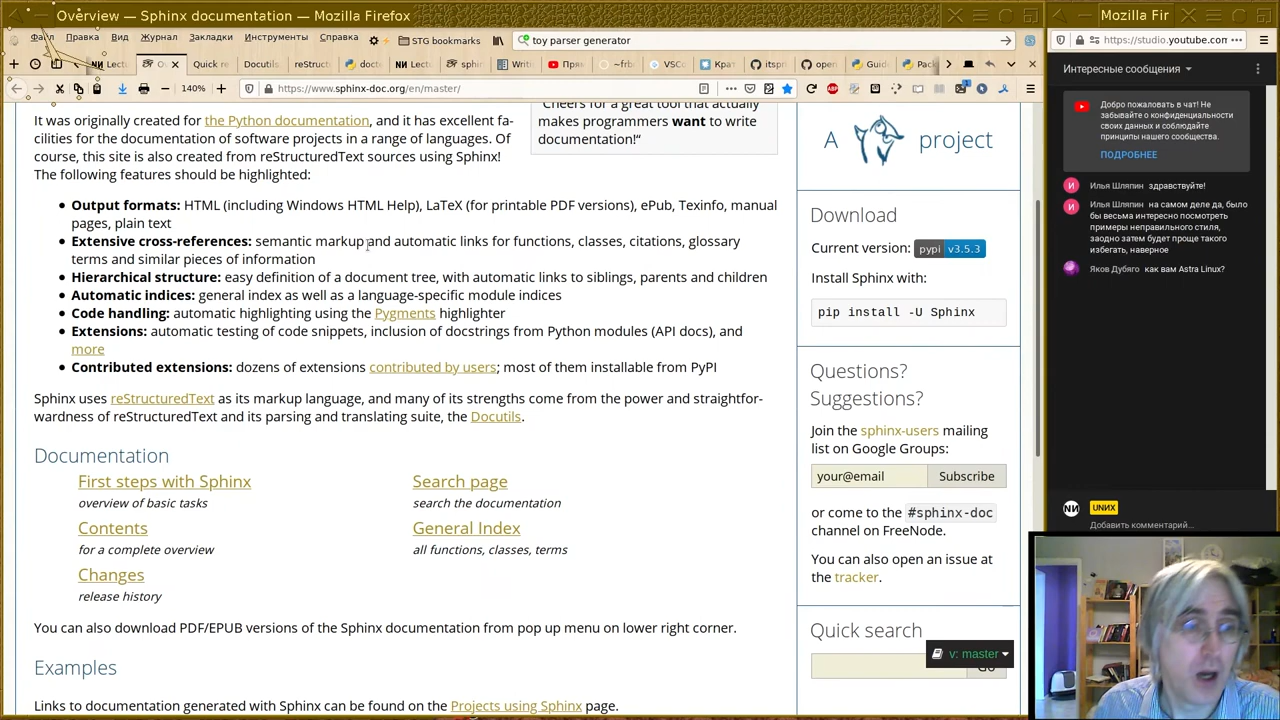 Overview — Sphinx documentation — Mozilla Firefox
Файл Правка Вид Журнал Закладки Инструменты Справка STG bookmarks
toy parser generator
Lect Ov Quick re Docutils reStruct docte Lect sphin Write Пря ~frbo VSCo Крат itspri open Guide Pack
140% https://www.sphinx-doc.org/en/master/
It was originally created for the Python documentation, and it has excellent fa-
cilities for the documentation of software projects in a range of languages. Of
course, this site is also created from reStructuredText sources using Sphinx!
The following features should be highlighted:
Cheers for a great tool that actually
makes programmers want to write
documentation!“
Output formats: HTML (including Windows HTML Help), LaTeX (for printable PDF versions), ePub, Texinfo, manual
pages, plain text
Extensive cross-references: semantic markup and automatic links for functions, classes, citations, glossary
terms and similar pieces of information
Hierarchical structure: easy definition of a document tree, with automatic links to siblings, parents and children
Automatic indices: general index as well as a language-specific module indices
Code handling: automatic highlighting using the Pygments highlighter
Extensions: automatic testing of code snippets, inclusion of docstrings from Python modules (API docs), and
more
Contributed extensions: dozens of extensions contributed by users; most of them installable from PyPI
Sphinx uses reStructuredText as its markup language, and many of its strengths come from the power and straightfor-
wardness of reStructuredText and its parsing and translating suite, the Docutils.
Documentation
First steps with Sphinx
overview of basic tasks
Contents
for a complete overview
Changes
release history
Search page
search the documentation
General Index
all functions, classes, terms
You can also download PDF/EPUB versions of the Sphinx documentation from pop up menu on lower right corner.
Examples
Links to documentation generated with Sphinx can be found on the Projects using Sphinx page.
A project
Download
Current version: pypi v3.5.3
Install Sphinx with:
pip install -U Sphinx
Questions?
Suggestions?
Join the sphinx-users mailing
list on Google Groups:
your@email Subscribe
or come to the #sphinx-doc
channel on FreeNode.
You can also open an issue at
the tracker.
Quick search
Go
v: master
Mozilla Fir
https://studio.youtube.com
Интересные сообщения
Добро пожаловать в чат! Не
забывайте о конфиденциальности
своих данных и соблюдайте
принципы нашего сообщества.
ПОДРОБНЕЕ
Илья Шляпин здравствуйте!
Илья Шляпин на самом деле да, было
бы весьма интересно посмотреть
примеры неправильного стиля,
заодно затем будет проще такого
избегать, наверное
Яков Дубяго как вам Astra Linux?
UNИX
Добавить комментарий...